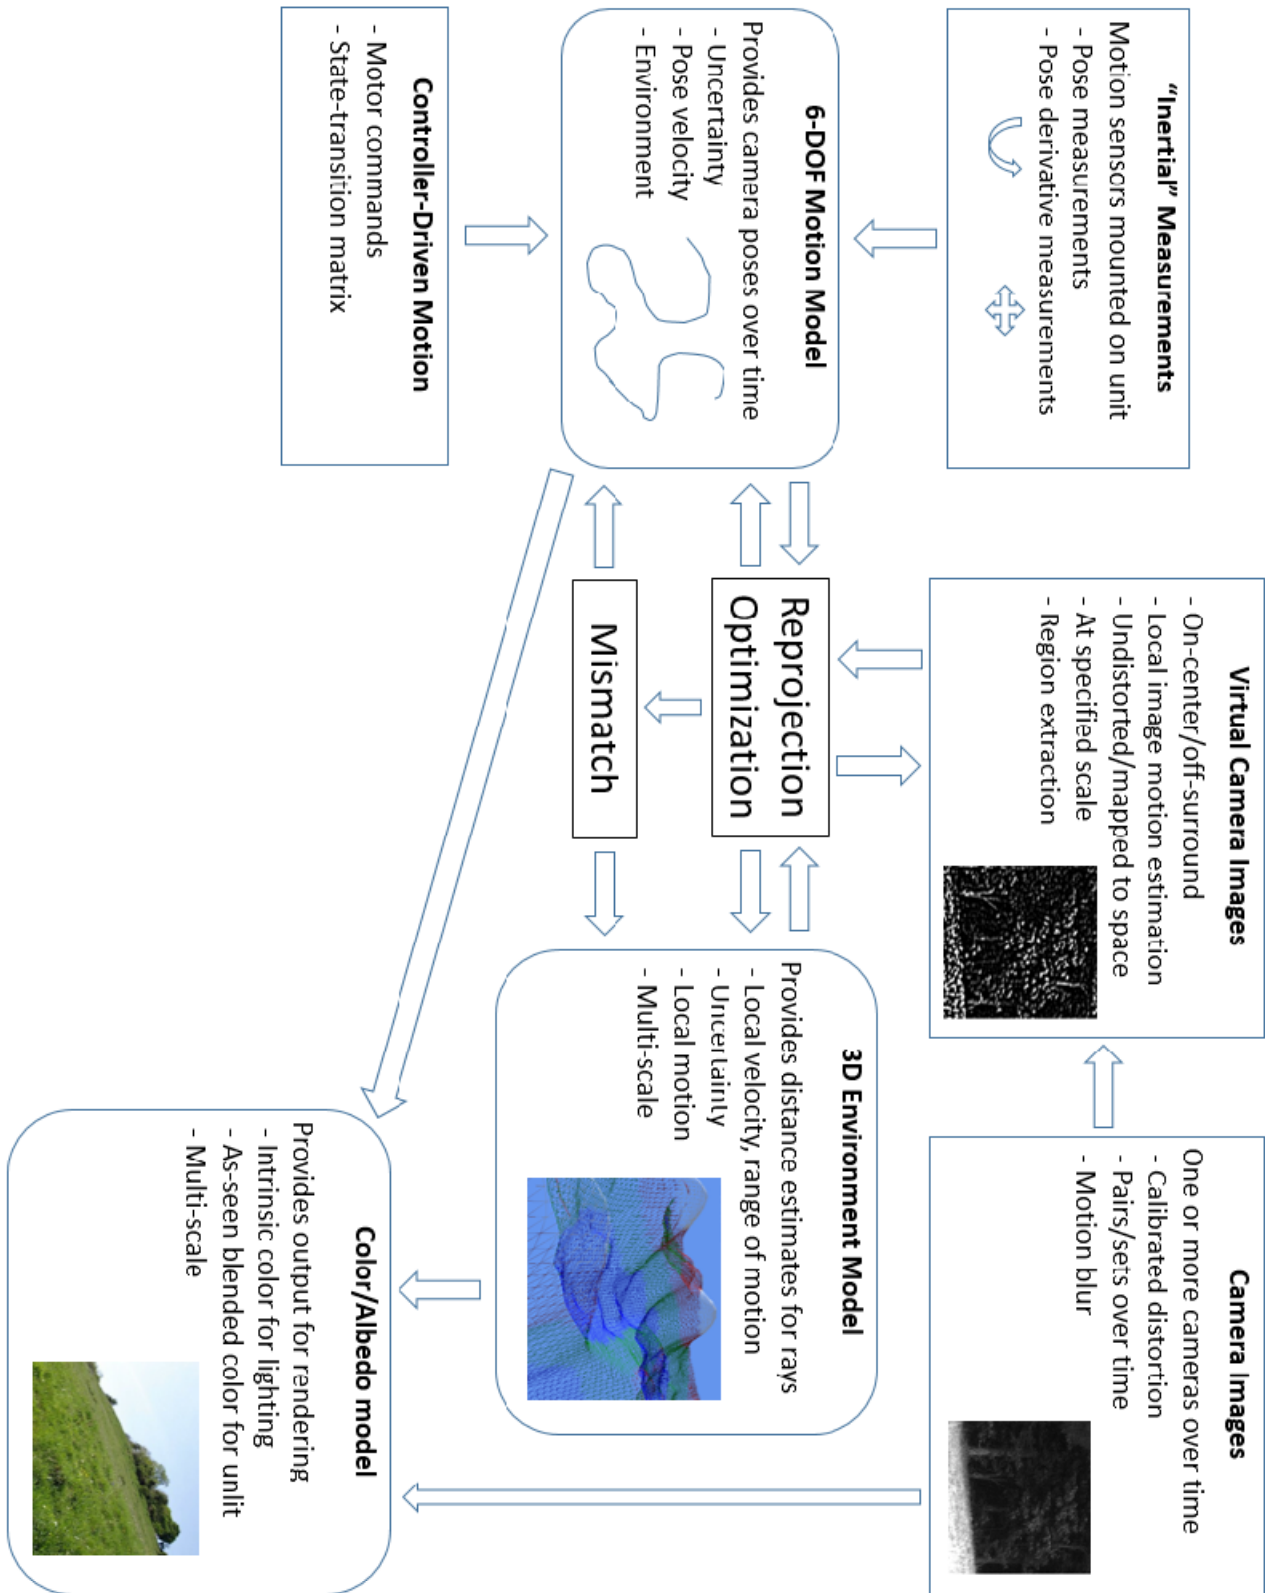 "Inertial" Measurements
Motion sensors mounted on unit
- Pose measurements
- Pose derivative measurements
Virtual Camera Images
- On-center/off-surround
- Local image motion estimation
- Undistorted/mapped to space
- At specified scale
- Region extraction
Camera Images
One or more cameras over time
- Calibrated distortion
- Pairs/sets over time
- Motion blur
6-DOF Motion Model
Provides camera poses over time
- Uncertainty
- Pose velocity
- Environment
Reprojection
Optimization
Mismatch
3D Environment Model
Provides distance estimates for rays
- Local velocity, range of motion
- Uncertainty
- Local motion
- Multi-scale
Controller-Driven Motion
- Motor commands
- State-transition matrix
Color/Albedo model
Provides output for rendering
- Intrinsic color for lighting
- As-seen blended color for unlit
- Multi-scale